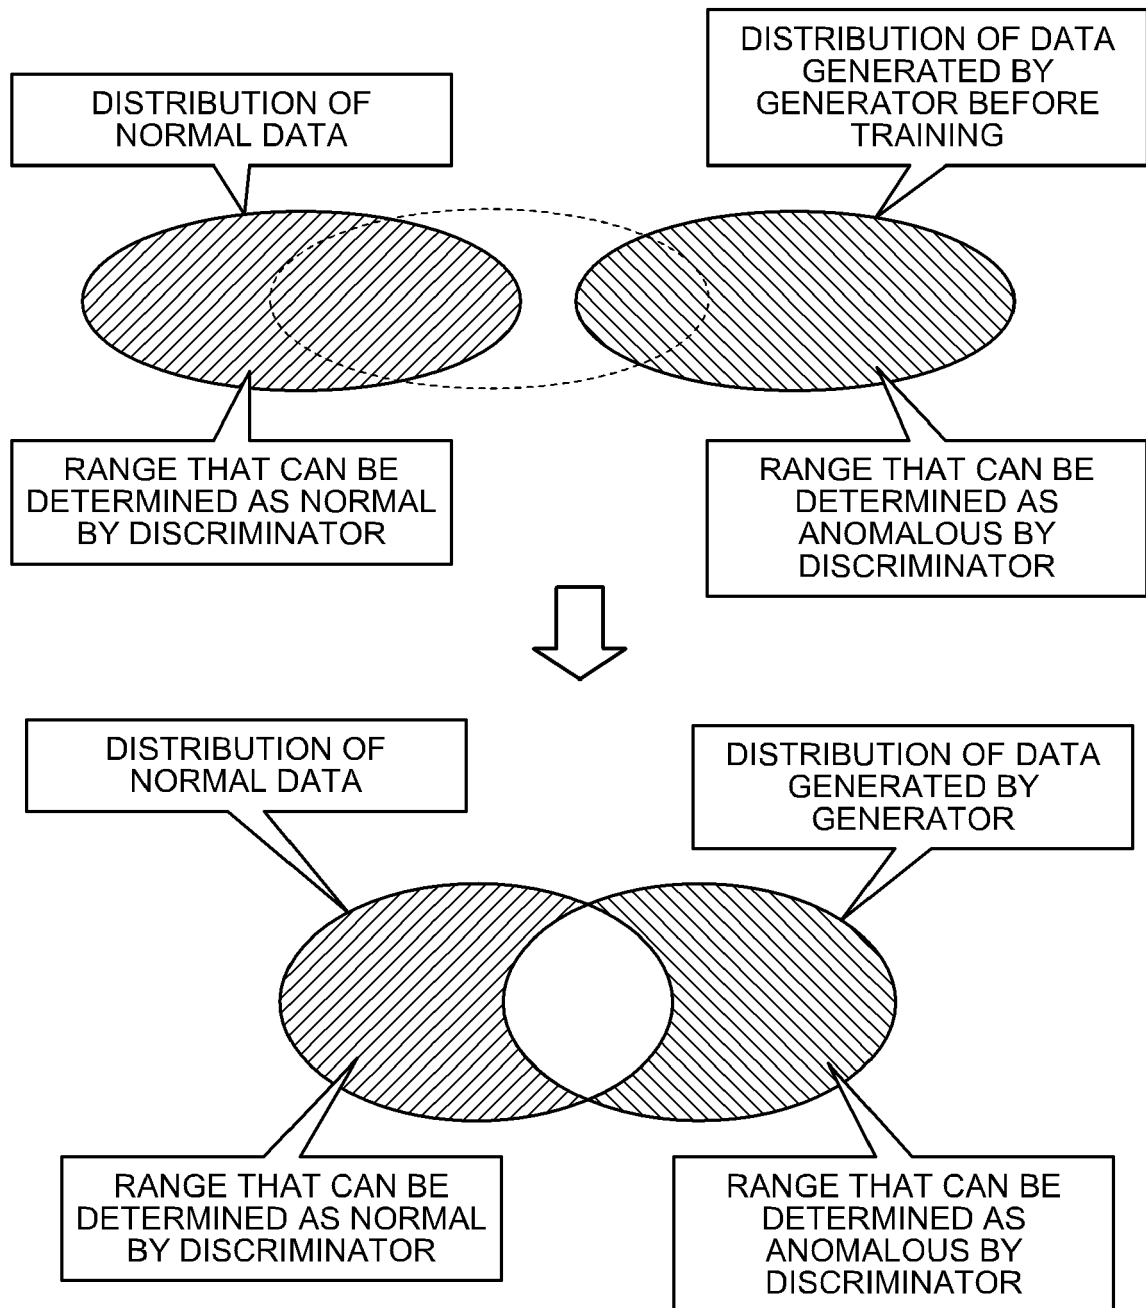 DISTRIBUTION OF
NORMAL DATA
DISTRIBUTION OF DATA
GENERATED BY
GENERATOR BEFORE
TRAINING
RANGE THAT CAN BE
DETERMINED AS NORMAL
BY DISCRIMINATOR
RANGE THAT CAN BE
DETERMINED AS
ANOMALOUS BY
DISCRIMINATOR
DISTRIBUTION OF
NORMAL DATA
DISTRIBUTION OF DATA
GENERATED BY
GENERATOR
RANGE THAT CAN BE
DETERMINED AS NORMAL
BY DISCRIMINATOR
RANGE THAT CAN BE
DETERMINED AS
ANOMALOUS BY
DISCRIMINATOR